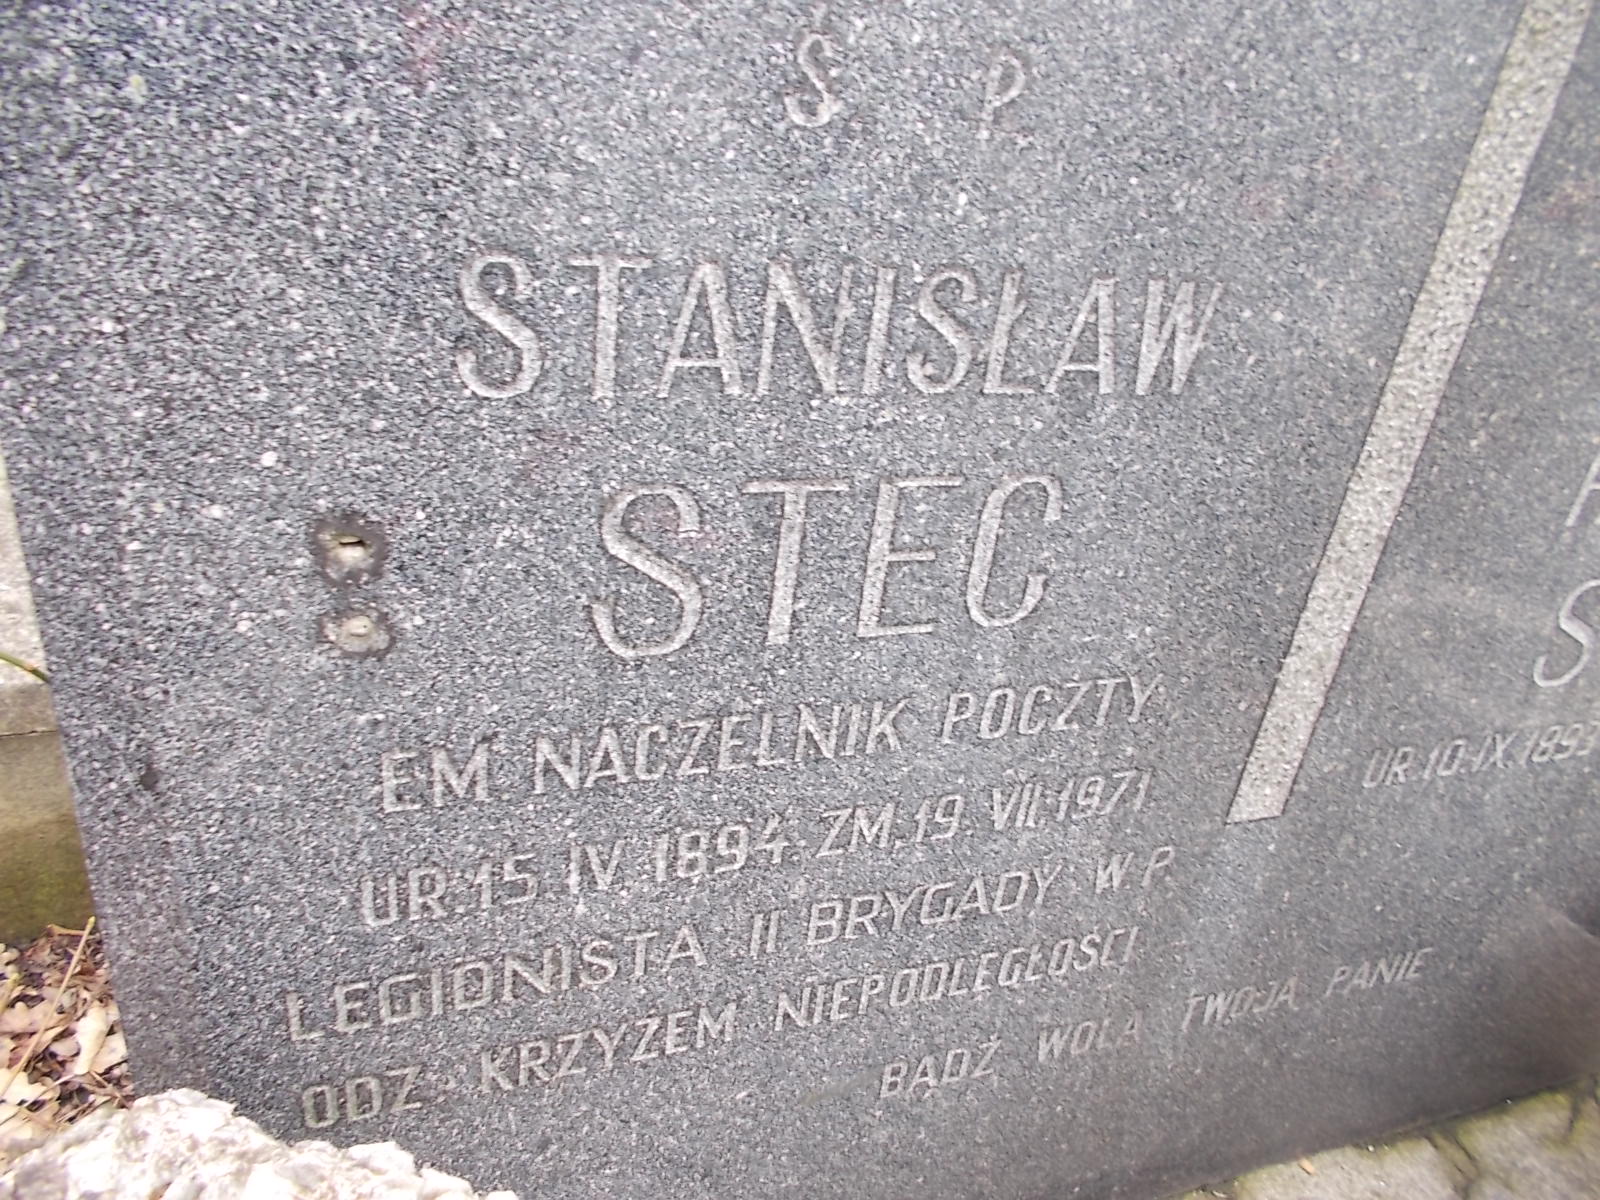 Ś P
STANISŁAW
STEC
EM NACZELNIK POCZTY
UR.15.IV.1894.ZM,19.VII.1971
LEGIONISTA II BRYGADY W.P.
ODZ. KRZYŻEM NIEPODLEGŁOŚCI
BĄDŹ WOLA TWOJA PANIE
UR.10.IX.189